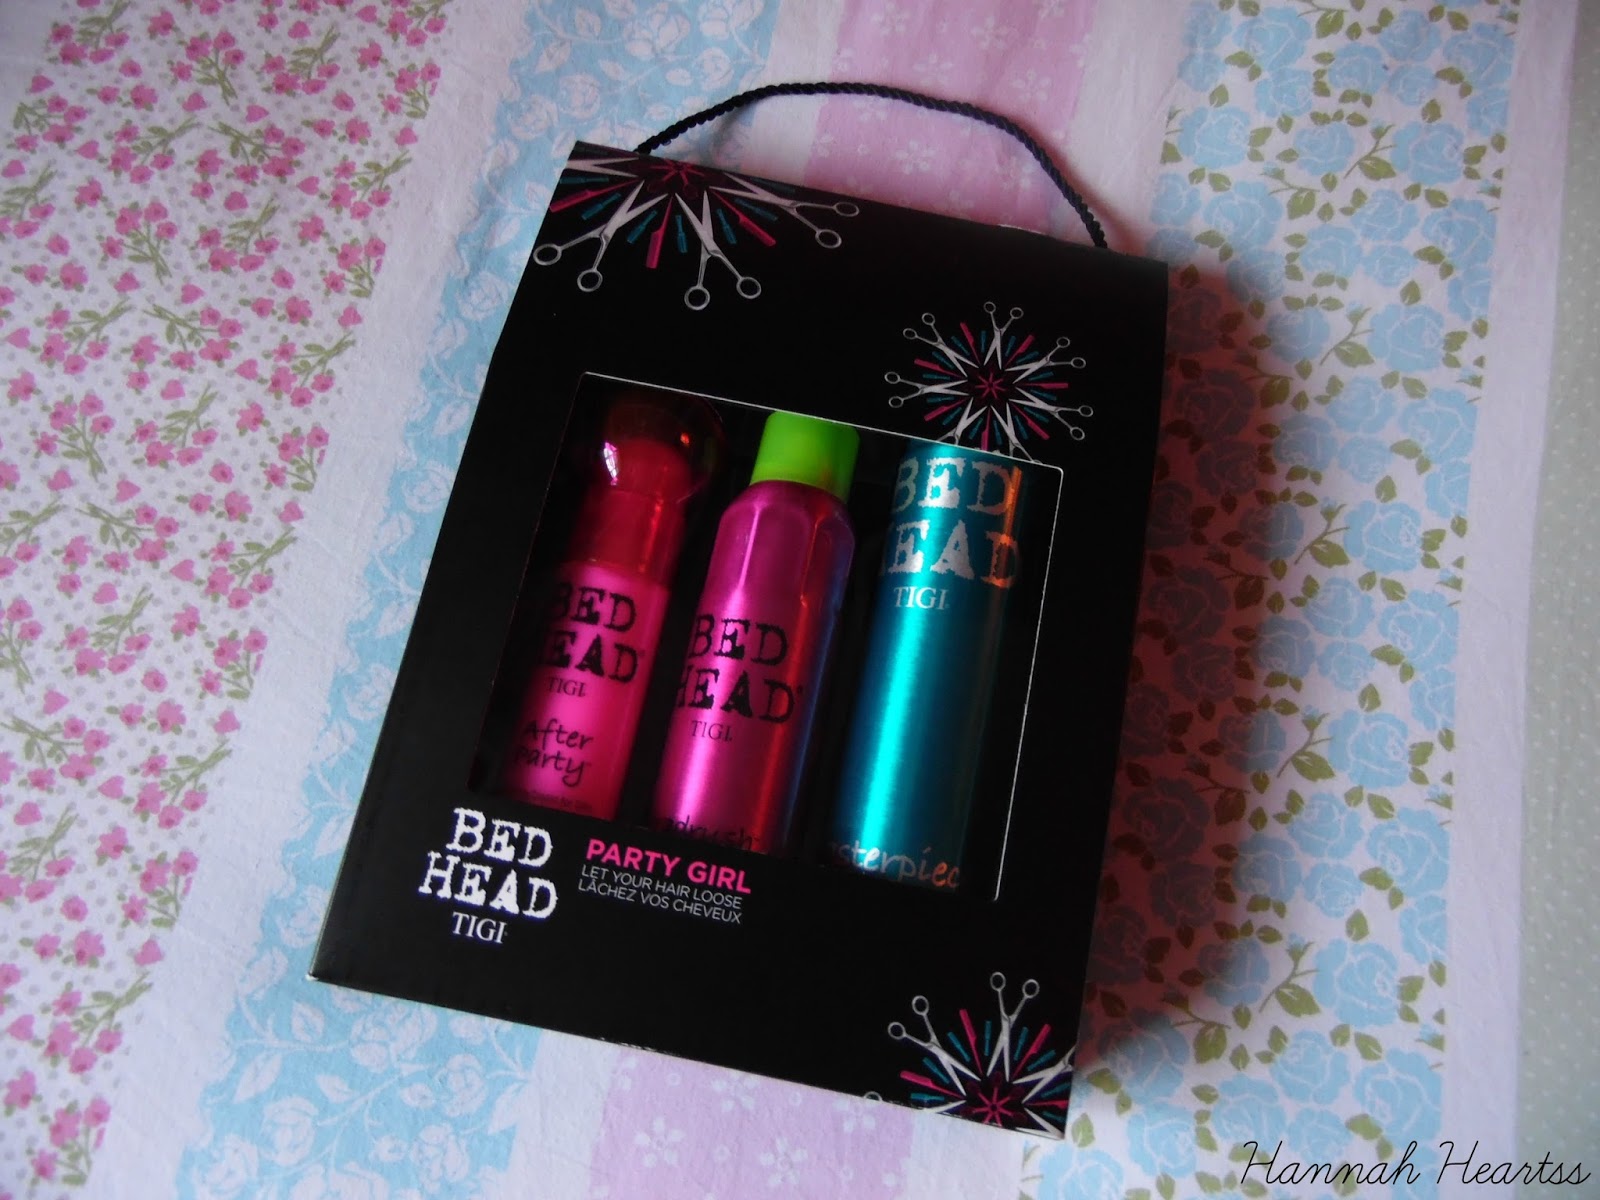 BED
HEAD
TIGI
After
Party
BED
HEAD
TIGI
BED
HEAD
TIGI
BED
HEAD
TIGI
PARTY GIRL
LET YOUR HAIR LOOSE
LÂCHEZ VOS CHEVEUX
Hannah Heartss